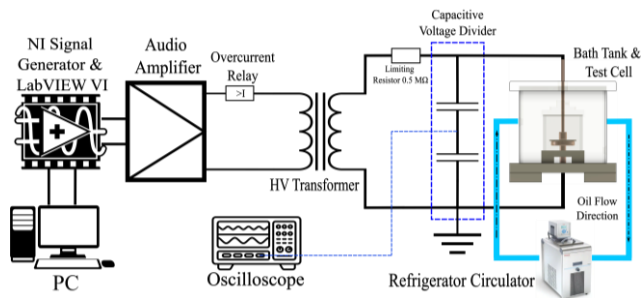 NI Signal
Generator &
LabVIEW VI
Audio
Amplifier
Overcurrent
Relay
>I
HV Transformer
Limiting
Resistor 0.5 MΩ
Capacitive
Voltage Divider
Bath Tank &
Test Cell
Oil Flow
Direction
PC
Oscilloscope
Refrigerator Circulator